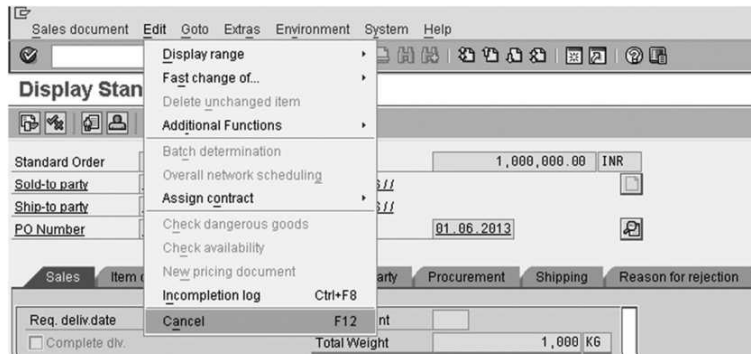 Sales document Edit Goto Extras Environment System Help
Display range
Fast change of...
Display Stan
Delete unchanged item
Additional Functions
Batch determination
Standard Order 1,000,000.00 INR
Overall network scheduling
Sold-to party //
Assign contract
Ship-to party //
Check dangerous goods
PO Number 01.06.2013
Check availability
New pricing document
Sales Item arty Procurement Shipping Reason for rejection
Incompletion log Ctrl+F8
Req. deliv.date Cancel F12 nt
Complete dlv. Total Weight 1,000 KG